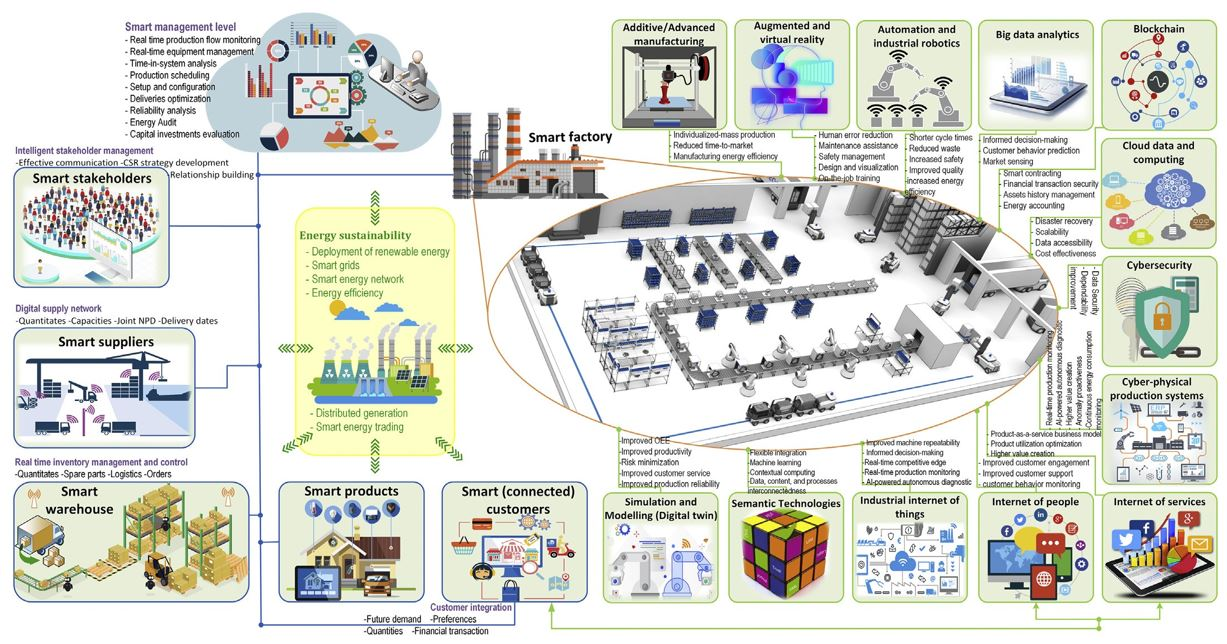 Smart management level
- Real time production flow monitoring
- Real-time equipment management
- Time-in-system analysis
- Production scheduling
- Setup and configuration
- Deliveries optimization
- Reliability analysis
- Energy Audit
- Capital investments evaluation
Intelligent stakeholder management
-Effective communication -CSR strategy development
-Relationship building
Smart stakeholders
Digital supply network
-Quantitates -Capacities -Joint NPD -Delivery dates
Smart suppliers
Real time inventory management and control
-Quantitates -Spare parts -Logistics -Orders
Smart
warehouse
Energy sustainability
- Deployment of renewable energy
- Smart grids
- Smart energy network
- Energy efficiency
- Distributed generation
- Smart energy trading
Smart products
Smart (connected)
customers
Customer integration
-Future demand -Preferences
-Quantities -Financial transaction
Smart factory
Additive/Advanced
manufacturing
- Individualized-mass production
- Reduced time-to-market
- Manufacturing energy efficiency
Augmented and
virtual reality
- Human error reduction
- Maintenance assistance
- Safety management
- Design and visualization
- On-the-job training
Automation and
industrial robotics
- Shorter cycle times
- Reduced waste
- Increased safety
- Improved quality
- increased energy
efficiency
Big data analytics
- Informed decision-making
- Customer behavior prediction
- Market sensing
Blockchain
- Smart contracting
- Financial transaction security
- Assets history management
- Energy accounting
Cloud data and
computing
- Disaster recovery
- Scalability
- Data accessibility
- Cost effectiveness
Cybersecurity
- Data Security
- Dependability
improvement
Cyber-physical
production systems
- Real-time production monitoring
- AI-powered autonomous diagnostic
- Higher value creation
- Anomaly proactiveness
- Continuous energy consumption
monitoring
- Improved OEE
- Improved productivity
- Risk minimization
- Improved customer service
- Improved production reliability
Simulation and
Modelling (Digital twin)
- Flexible integration
- Machine learning
- Contextual computing
- Data, content, and processes
interconnectedness
Semantic Technologies
- Improved machine repeatability
- Informed decision-making
- Real-time competitive edge
- Real-time production monitoring
- AI-powered autonomous diagnostic
Industrial internet of
things
- Product-as-a-service business model
- Product utilization optimization
- Higher value creation
- Improved customer engagement
- Improved customer support
- customer behavior monitoring
Internet of people
Internet of services